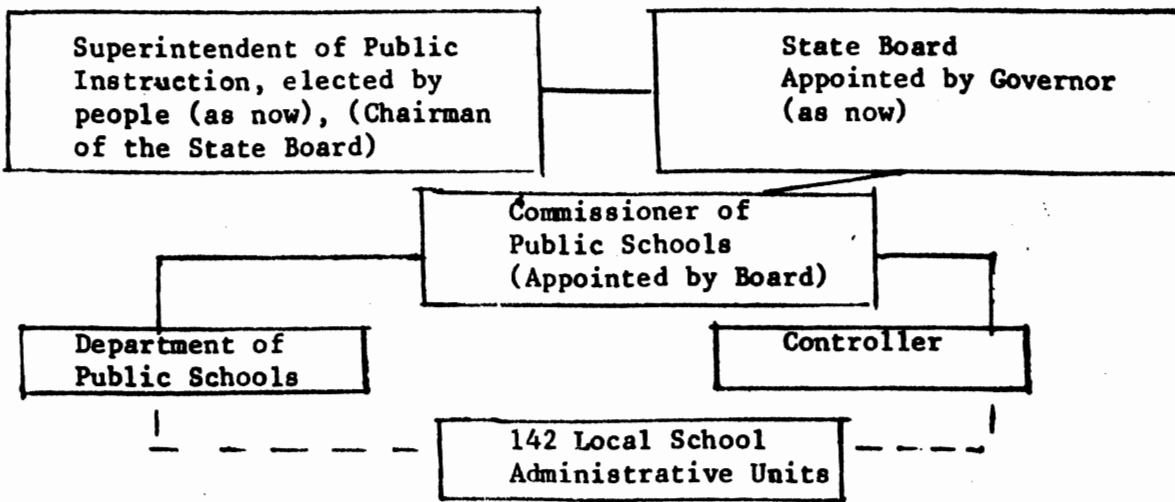 Superintendent of Public
Instruction, elected by
people (as now), (Chairman
of the State Board)
State Board
Appointed by Governor
(as now)
Commissioner of
Public Schools
(Appointed by Board)
Department of
Public Schools
Controller
142 Local School
Administrative Units